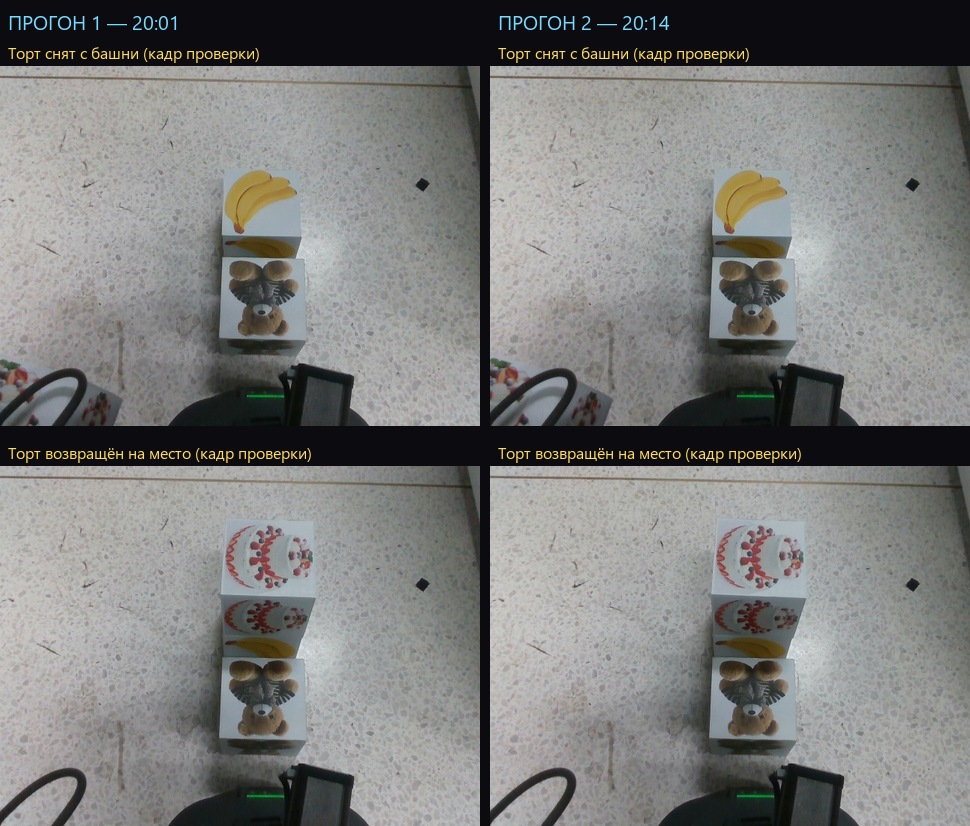 ПРОГОН 1 — 20:01
ПРОГОН 2 — 20:14
Торт снят с башни (кадр проверки)
Торт снят с башни (кадр проверки)
Торт возвращён на место (кадр проверки)
Торт возвращён на место (кадр проверки)